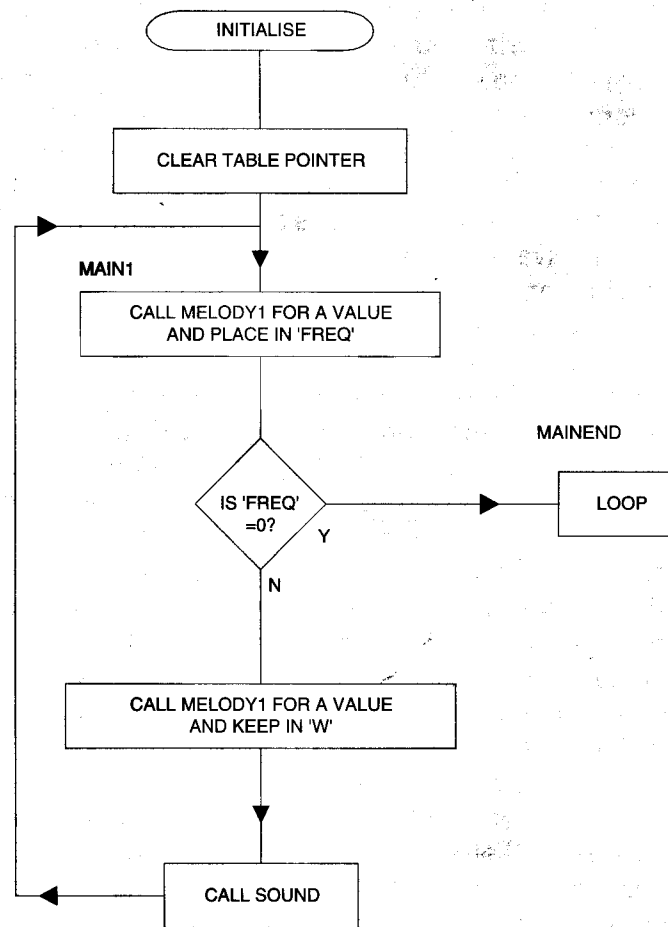 INITIALISE
CLEAR TABLE POINTER
MAIN1
CALL MELODY1 FOR A VALUE
AND PLACE IN 'FREQ'
MAINEND
IS 'FREQ'
=0?
LOOP
Y
N
CALL MELODY1 FOR A VALUE
AND KEEP IN 'W'
CALL SOUND